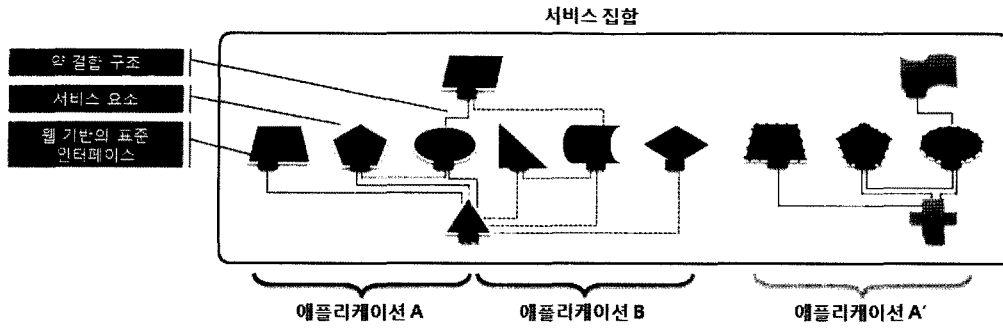 서비스 집합
약 결합 구조
서비스 요소
웹 기반의 표준
인터페이스
애플리케이션 A
애플리케이션 B
애플리케이션 A′